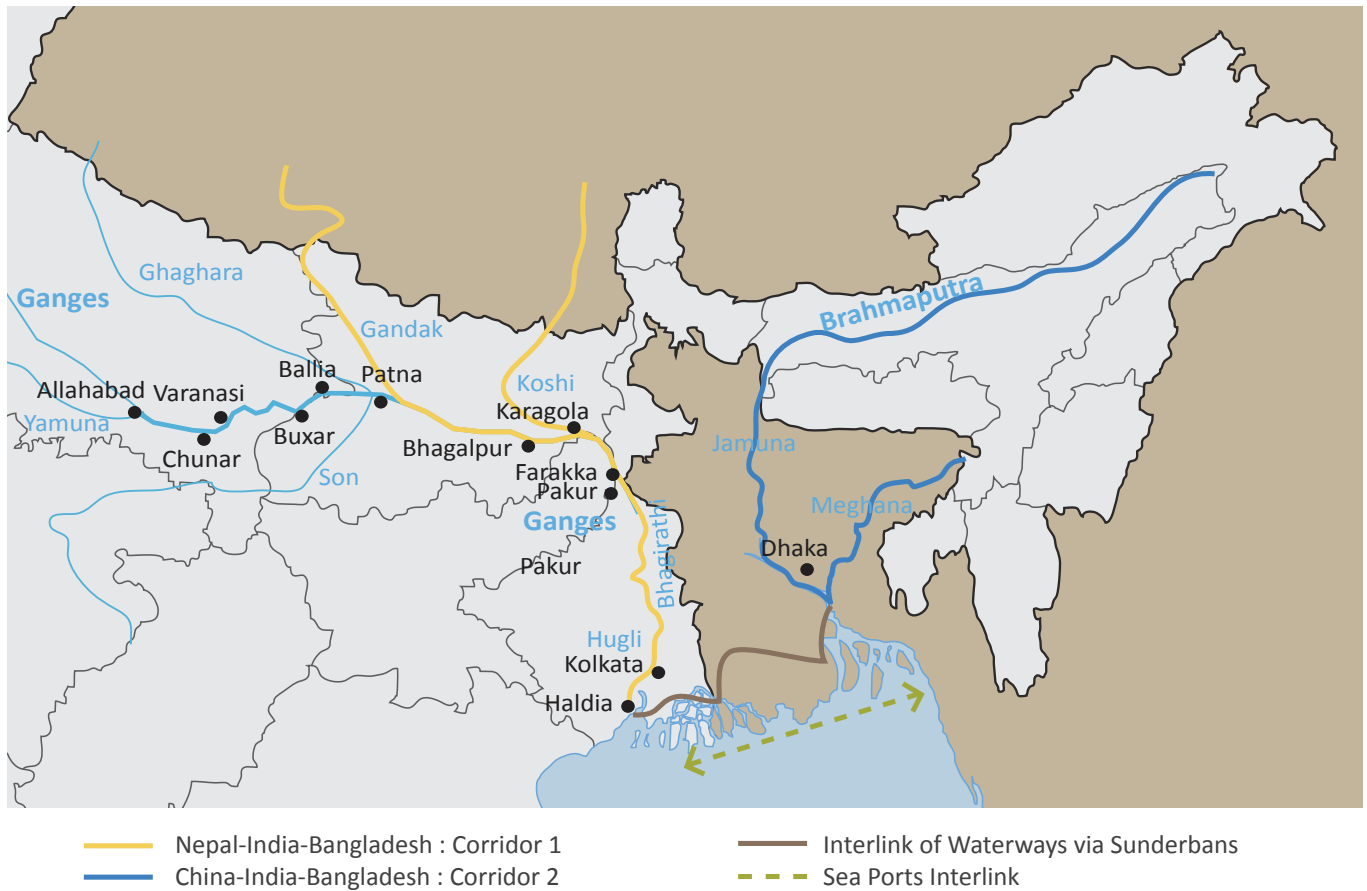 Ghaghara
Ganges
Brahmaputra
Gandak
Ballia
Patna
Koshi
Allahabad
Varanasi
Karagola
Yamuna
Buxar
Bhagalpur
Jamuna
Chunar
Farakka
Son
Pakur
Meghana
Ganges
Bhagirathi
Dhaka
Pakur
Hugli
Kolkata
Haldia
Nepal-India-Bangladesh : Corridor 1
Interlink of Waterways via Sunderbans
China-India-Bangladesh : Corridor 2
Sea Ports Interlink